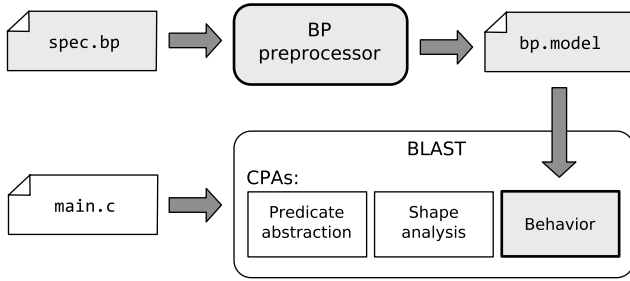 spec.bp
BP
preprocessor
bp.model
BLAST
CPAs:
main.c
Predicate
abstraction
Shape
analysis
Behavior